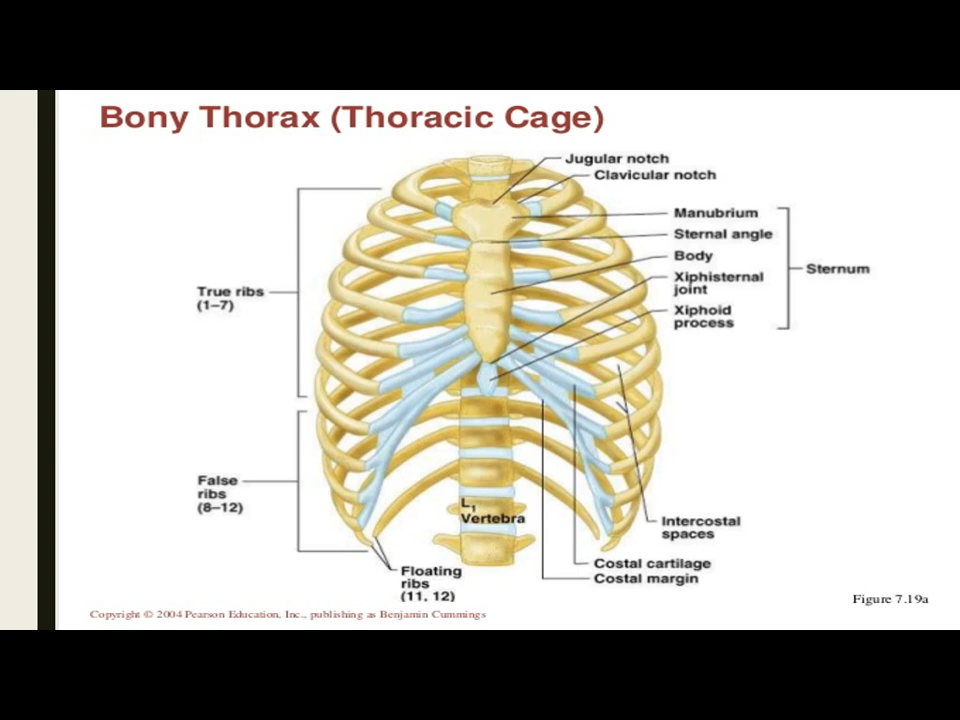 Bony Thorax (Thoracic Cage)
Jugular notch
Clavicular notch
Manubrium
Sternal angle
Body
Xiphisternal
joint
Xiphoid
process
Sternum
True ribs
(1–7)
False
ribs
(8–12)
L1
Vertebra
Intercostal
spaces
Floating
ribs
(11, 12)
Costal cartilage
Costal margin
Figure 7.19a
Copyright © 2004 Pearson Education, Inc., publishing as Benjamin Cummings